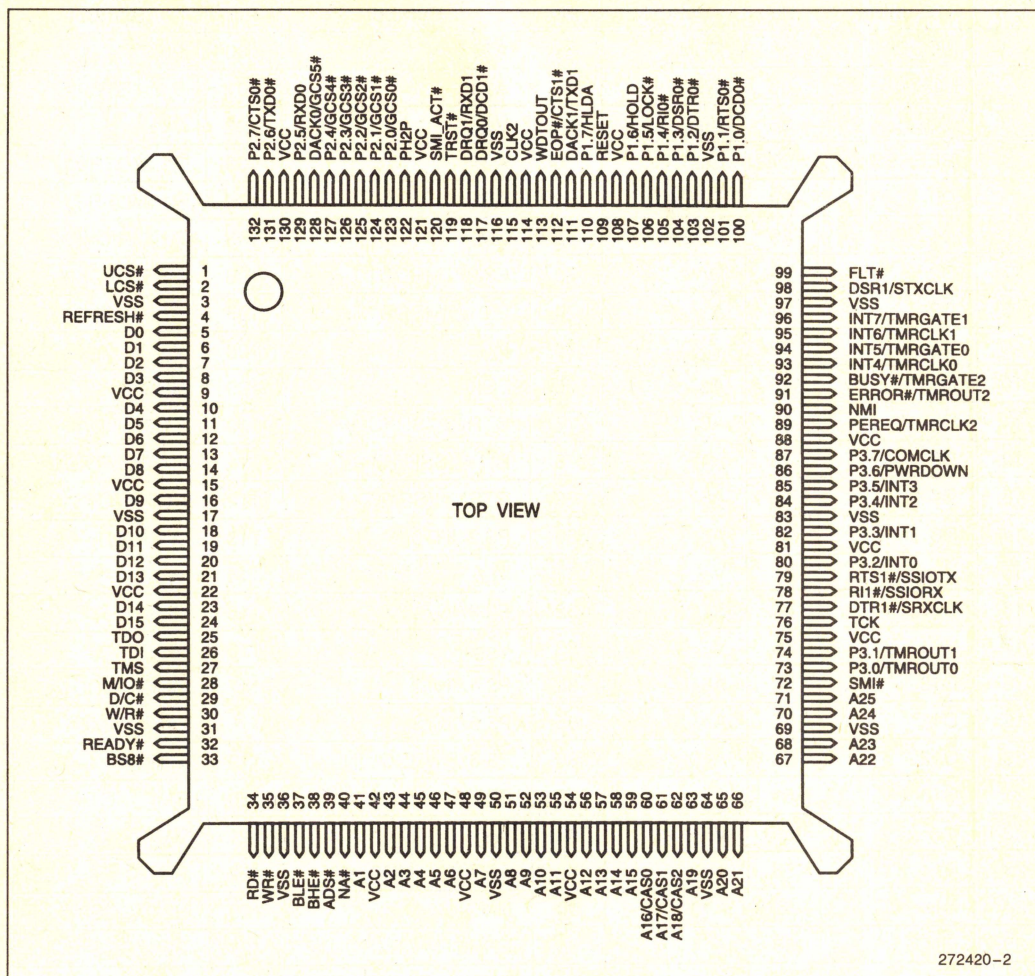 132 P2.7/CTS0#
131 P2.6/TXD0#
130 VCC
129 P2.5/RXD0
128 DACK0/GCS5#
127 P2.4/GCS4#
126 P2.3/GCS3#
125 P2.2/GCS2#
124 P2.1/GCS1#
123 P2.0/GCS0#
122 PH2P
121 VCC
120 SMI_ACT#
119 TRST#
118 DRQ1/RXD1
117 DRQ0/DCD1#
116 VSS
115 CLK2
114 VCC
113 WDTOUT
112 EOP#/CTS1#
111 DACK1/TXD1
110 P1.7/HLDA
109 RESET
108 VCC
107 P1.6/HOLD
106 P1.5/LOCK#
105 P1.4/RI0#
104 P1.3/DSR0#
103 P1.2/DTR0#
102 VSS
101 P1.1/RTS0#
100 P1.0/DCD0#
UCS# 1
LCS# 2
VSS 3
REFRESH# 4
D0 5
D1 6
D2 7
D3 8
VCC 9
D4 10
D5 11
D6 12
D7 13
D8 14
VCC 15
D9 16
VSS 17
D10 18
D11 19
D12 20
D13 21
VCC 22
D14 23
D15 24
TDO 25
TDI 26
TMS 27
M/IO# 28
D/C# 29
W/R# 30
VSS 31
READY# 32
BS8# 33
TOP VIEW
99 FLT#
98 DSR1/STXCLK
97 VSS
96 INT7/TMRGATE1
95 INT6/TMRCLK1
94 INT5/TMRGATE0
93 INT4/TMRCLK0
92 BUSY#/TMRGATE2
91 ERROR#/TMROUT2
90 NMI
89 PEREQ/TMRCLK2
88 VCC
87 P3.7/COMCLK
86 P3.6/PWRDOWN
85 P3.5/INT3
84 P3.4/INT2
83 VSS
82 P3.3/INT1
81 VCC
80 P3.2/INT0
79 RTS1#/SSIOTX
78 RI1#/SSIORX
77 DTR1#/SRXCLK
76 TCK
75 VCC
74 P3.1/TMROUT1
73 P3.0/TMROUT0
72 SMI#
71 A25
70 A24
69 VSS
68 A23
67 A22
34 RD#
35 WR#
36 VSS
37 BLE#
38 BHE#
39 ADS#
40 NA#
41 A1
42 VCC
43 A2
44 A3
45 A4
46 A5
47 A6
48 VCC
49 A7
50 VSS
51 A8
52 A9
53 A10
55 A11
54 VCC
56 A12
57 A13
58 A14
59 A15
60 A16/CAS0
61 A17/CAS1
62 A18/CAS2
63 A19
64 VSS
65 A20
66 A21
272420-2